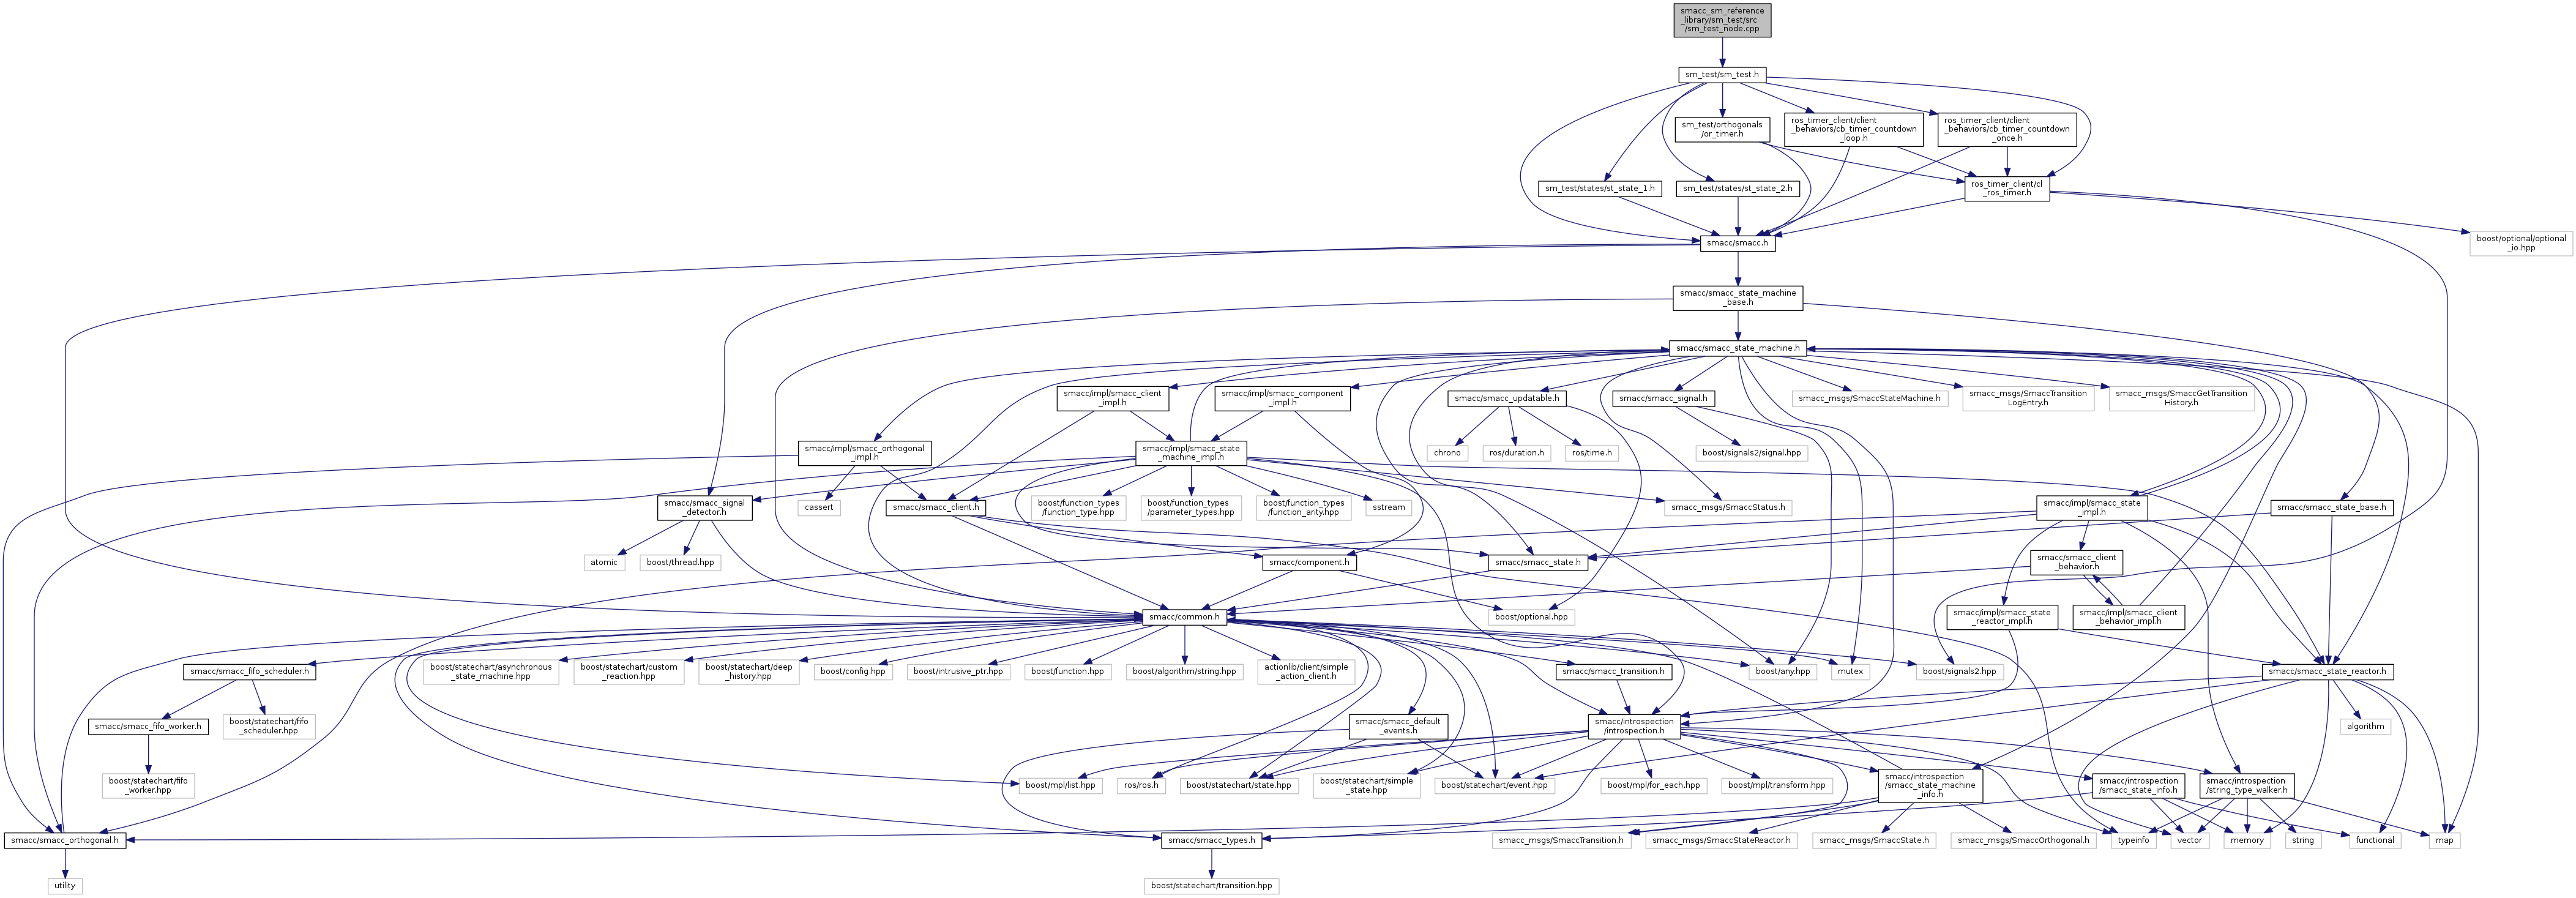 smacc_sm_reference
_library/sm_test/src
/sm_test_node.cpp
sm_test/sm_test.h
sm_test/orthogonals
/or_timer.h
ros_timer_client/client
_behaviors/cb_timer_countdown
_loop.h
ros_timer_client/client
_behaviors/cb_timer_countdown
_once.h
sm_test/states/st_state_1.h
sm_test/states/st_state_2.h
ros_timer_client/cl
_ros_timer.h
smacc/smacc.h
boost/optional/optional
_io.hpp
smacc/smacc_state_machine
_base.h
smacc/smacc_state_machine.h
smacc/impl/smacc_client
_impl.h
smacc/impl/smacc_component
_impl.h
smacc/smacc_updatable.h
smacc/smacc_signal.h
smacc_msgs/SmaccStateMachine.h
smacc_msgs/SmaccTransition
LogEntry.h
smacc_msgs/SmaccGetTransition
History.h
smacc/impl/smacc_orthogonal
_impl.h
smacc/impl/smacc_state
_machine_impl.h
chrono
ros/duration.h
ros/time.h
boost/signals2/signal.hpp
smacc/smacc_signal
_detector.h
cassert
smacc/smacc_client.h
boost/function_types
/function_type.hpp
boost/function_types
/parameter_types.hpp
boost/function_types
/function_arity.hpp
sstream
smacc_msgs/SmaccStatus.h
smacc/impl/smacc_state
_impl.h
smacc/smacc_state_base.h
atomic
boost/thread.hpp
smacc/component.h
smacc/smacc_state.h
smacc/smacc_client
_behavior.h
smacc/common.h
boost/optional.hpp
smacc/impl/smacc_state
_reactor_impl.h
smacc/impl/smacc_client
_behavior_impl.h
smacc/smacc_fifo_scheduler.h
boost/statechart/asynchronous
_state_machine.hpp
boost/statechart/custom
_reaction.hpp
boost/statechart/deep
_history.hpp
boost/config.hpp
boost/intrusive_ptr.hpp
boost/function.hpp
boost/algorithm/string.hpp
actionlib/client/simple
_action_client.h
smacc/smacc_transition.h
boost/any.hpp
mutex
boost/signals2.hpp
smacc/smacc_state_reactor.h
smacc/smacc_fifo_worker.h
boost/statechart/fifo
_scheduler.hpp
smacc/smacc_default
_events.h
smacc/introspection
/introspection.h
algorithm
boost/statechart/fifo
_worker.hpp
boost/mpl/list.hpp
ros/ros.h
boost/statechart/state.hpp
boost/statechart/simple
_state.hpp
boost/statechart/event.hpp
boost/mpl/for_each.hpp
boost/mpl/transform.hpp
smacc/introspection
/smacc_state_machine
_info.h
smacc/introspection
/smacc_state_info.h
smacc/introspection
/string_type_walker.h
smacc/smacc_orthogonal.h
smacc/smacc_types.h
smacc_msgs/SmaccTransition.h
smacc_msgs/SmaccStateReactor.h
smacc_msgs/SmaccState.h
smacc_msgs/SmaccOrthogonal.h
typeinfo
vector
memory
string
functional
map
utility
boost/statechart/transition.hpp